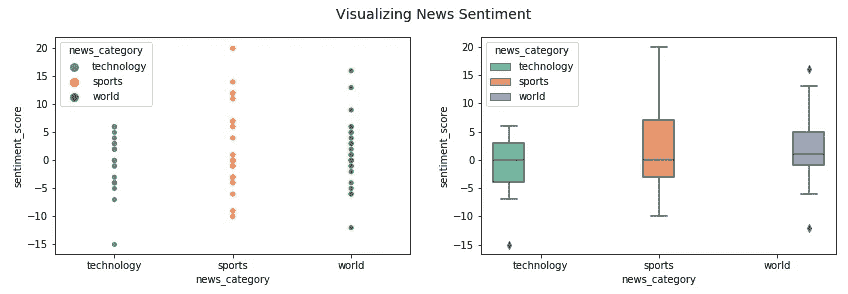 Visualizing News Sentiment
news_category
technology
sports
world
sentiment_score
20
15
10
5
0
−5
−10
−15
technology sports world
news_category
news_category
technology
sports
world
sentiment_score
20
15
10
5
0
−5
−10
−15
technology sports world
news_category